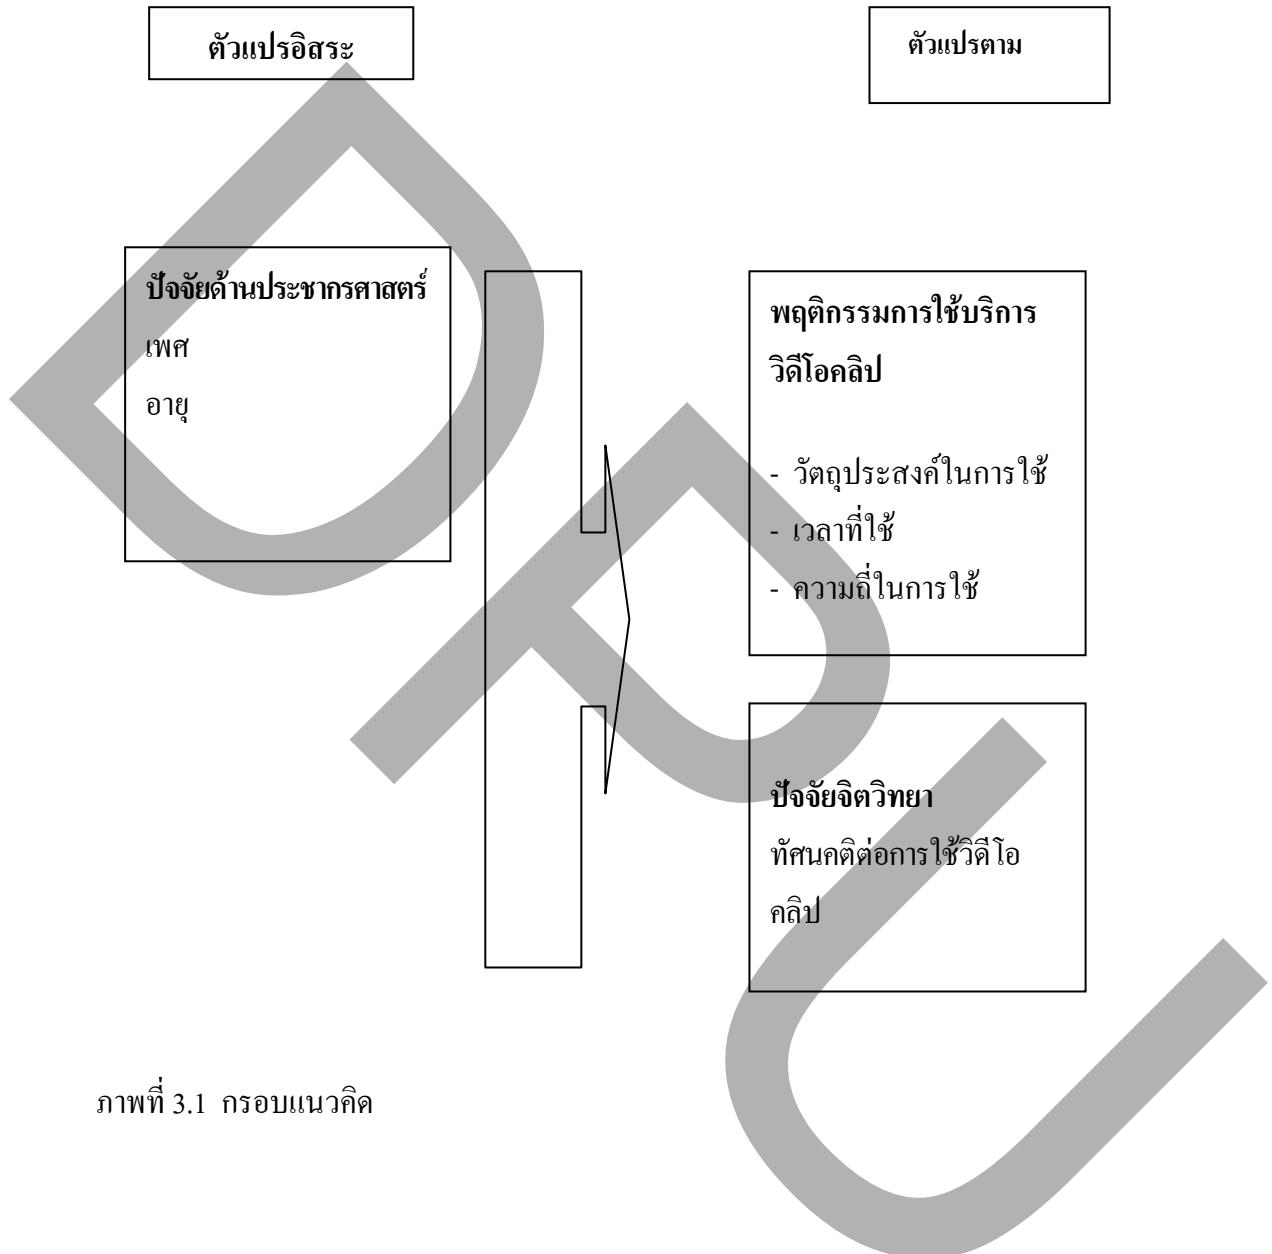 ตัวแปรอิสระ
ตัวแปรตาม
ปัจจัยด้านประชากรศาสตร์
เพศ
อายุ
พฤติกรรมการใช้บริการ
วิดีโอคลิป
- วัตถุประสงค์ในการใช้
- เวลาที่ใช้
- ความถี่ในการใช้
ปัจจัยจิตวิทยา
ทัศนคติต่อการใช้วิดีโอ
คลิป
ภาพที่ 3.1 กรอบแนวคิด
DPU